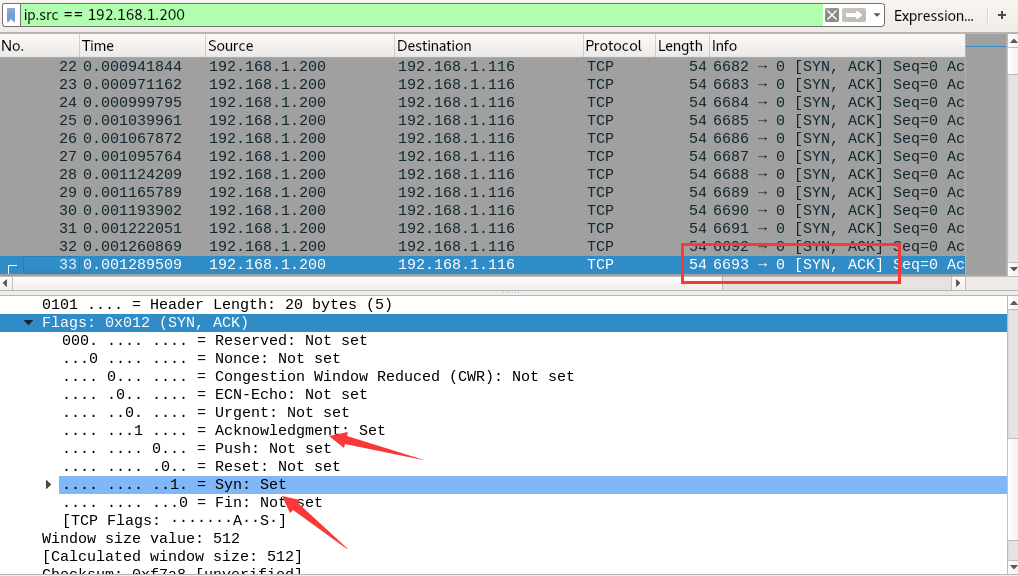 ip.src == 192.168.1.200 Expression... +
No. Time Source Destination Protocol Length Info
22 0.000941844 192.168.1.200 192.168.1.116 TCP 54 6682 → 0 [SYN, ACK] Seq=0 Ac
23 0.000971162 192.168.1.200 192.168.1.116 TCP 54 6683 → 0 [SYN, ACK] Seq=0 Ac
24 0.000999795 192.168.1.200 192.168.1.116 TCP 54 6684 → 0 [SYN, ACK] Seq=0 Ac
25 0.001039961 192.168.1.200 192.168.1.116 TCP 54 6685 → 0 [SYN, ACK] Seq=0 Ac
26 0.001067872 192.168.1.200 192.168.1.116 TCP 54 6686 → 0 [SYN, ACK] Seq=0 Ac
27 0.001095764 192.168.1.200 192.168.1.116 TCP 54 6687 → 0 [SYN, ACK] Seq=0 Ac
28 0.001124209 192.168.1.200 192.168.1.116 TCP 54 6688 → 0 [SYN, ACK] Seq=0 Ac
29 0.001165789 192.168.1.200 192.168.1.116 TCP 54 6689 → 0 [SYN, ACK] Seq=0 Ac
30 0.001193902 192.168.1.200 192.168.1.116 TCP 54 6690 → 0 [SYN, ACK] Seq=0 Ac
31 0.001222051 192.168.1.200 192.168.1.116 TCP 54 6691 → 0 [SYN, ACK] Seq=0 Ac
32 0.001260869 192.168.1.200 192.168.1.116 TCP 54 6692 → 0 [SYN, ACK] Seq=0 Ac
33 0.001289509 192.168.1.200 192.168.1.116 TCP 54 6693 → 0 [SYN, ACK] Seq=0 Ac
0101 .... = Header Length: 20 bytes (5)
Flags: 0x012 (SYN, ACK)
000. .... .... = Reserved: Not set
...0 .... .... = Nonce: Not set
.... 0... .... = Congestion Window Reduced (CWR): Not set
.... .0.. .... = ECN-Echo: Not set
.... ..0. .... = Urgent: Not set
.... ...1 .... = Acknowledgment: Set
.... .... 0... = Push: Not set
.... .... .0.. = Reset: Not set
.... .... ..1. = Syn: Set
.... .... ...0 = Fin: Not set
[TCP Flags: ·······A··S·]
Window size value: 512
[Calculated window size: 512]
Checksum: 0xf7a8 [unverified]